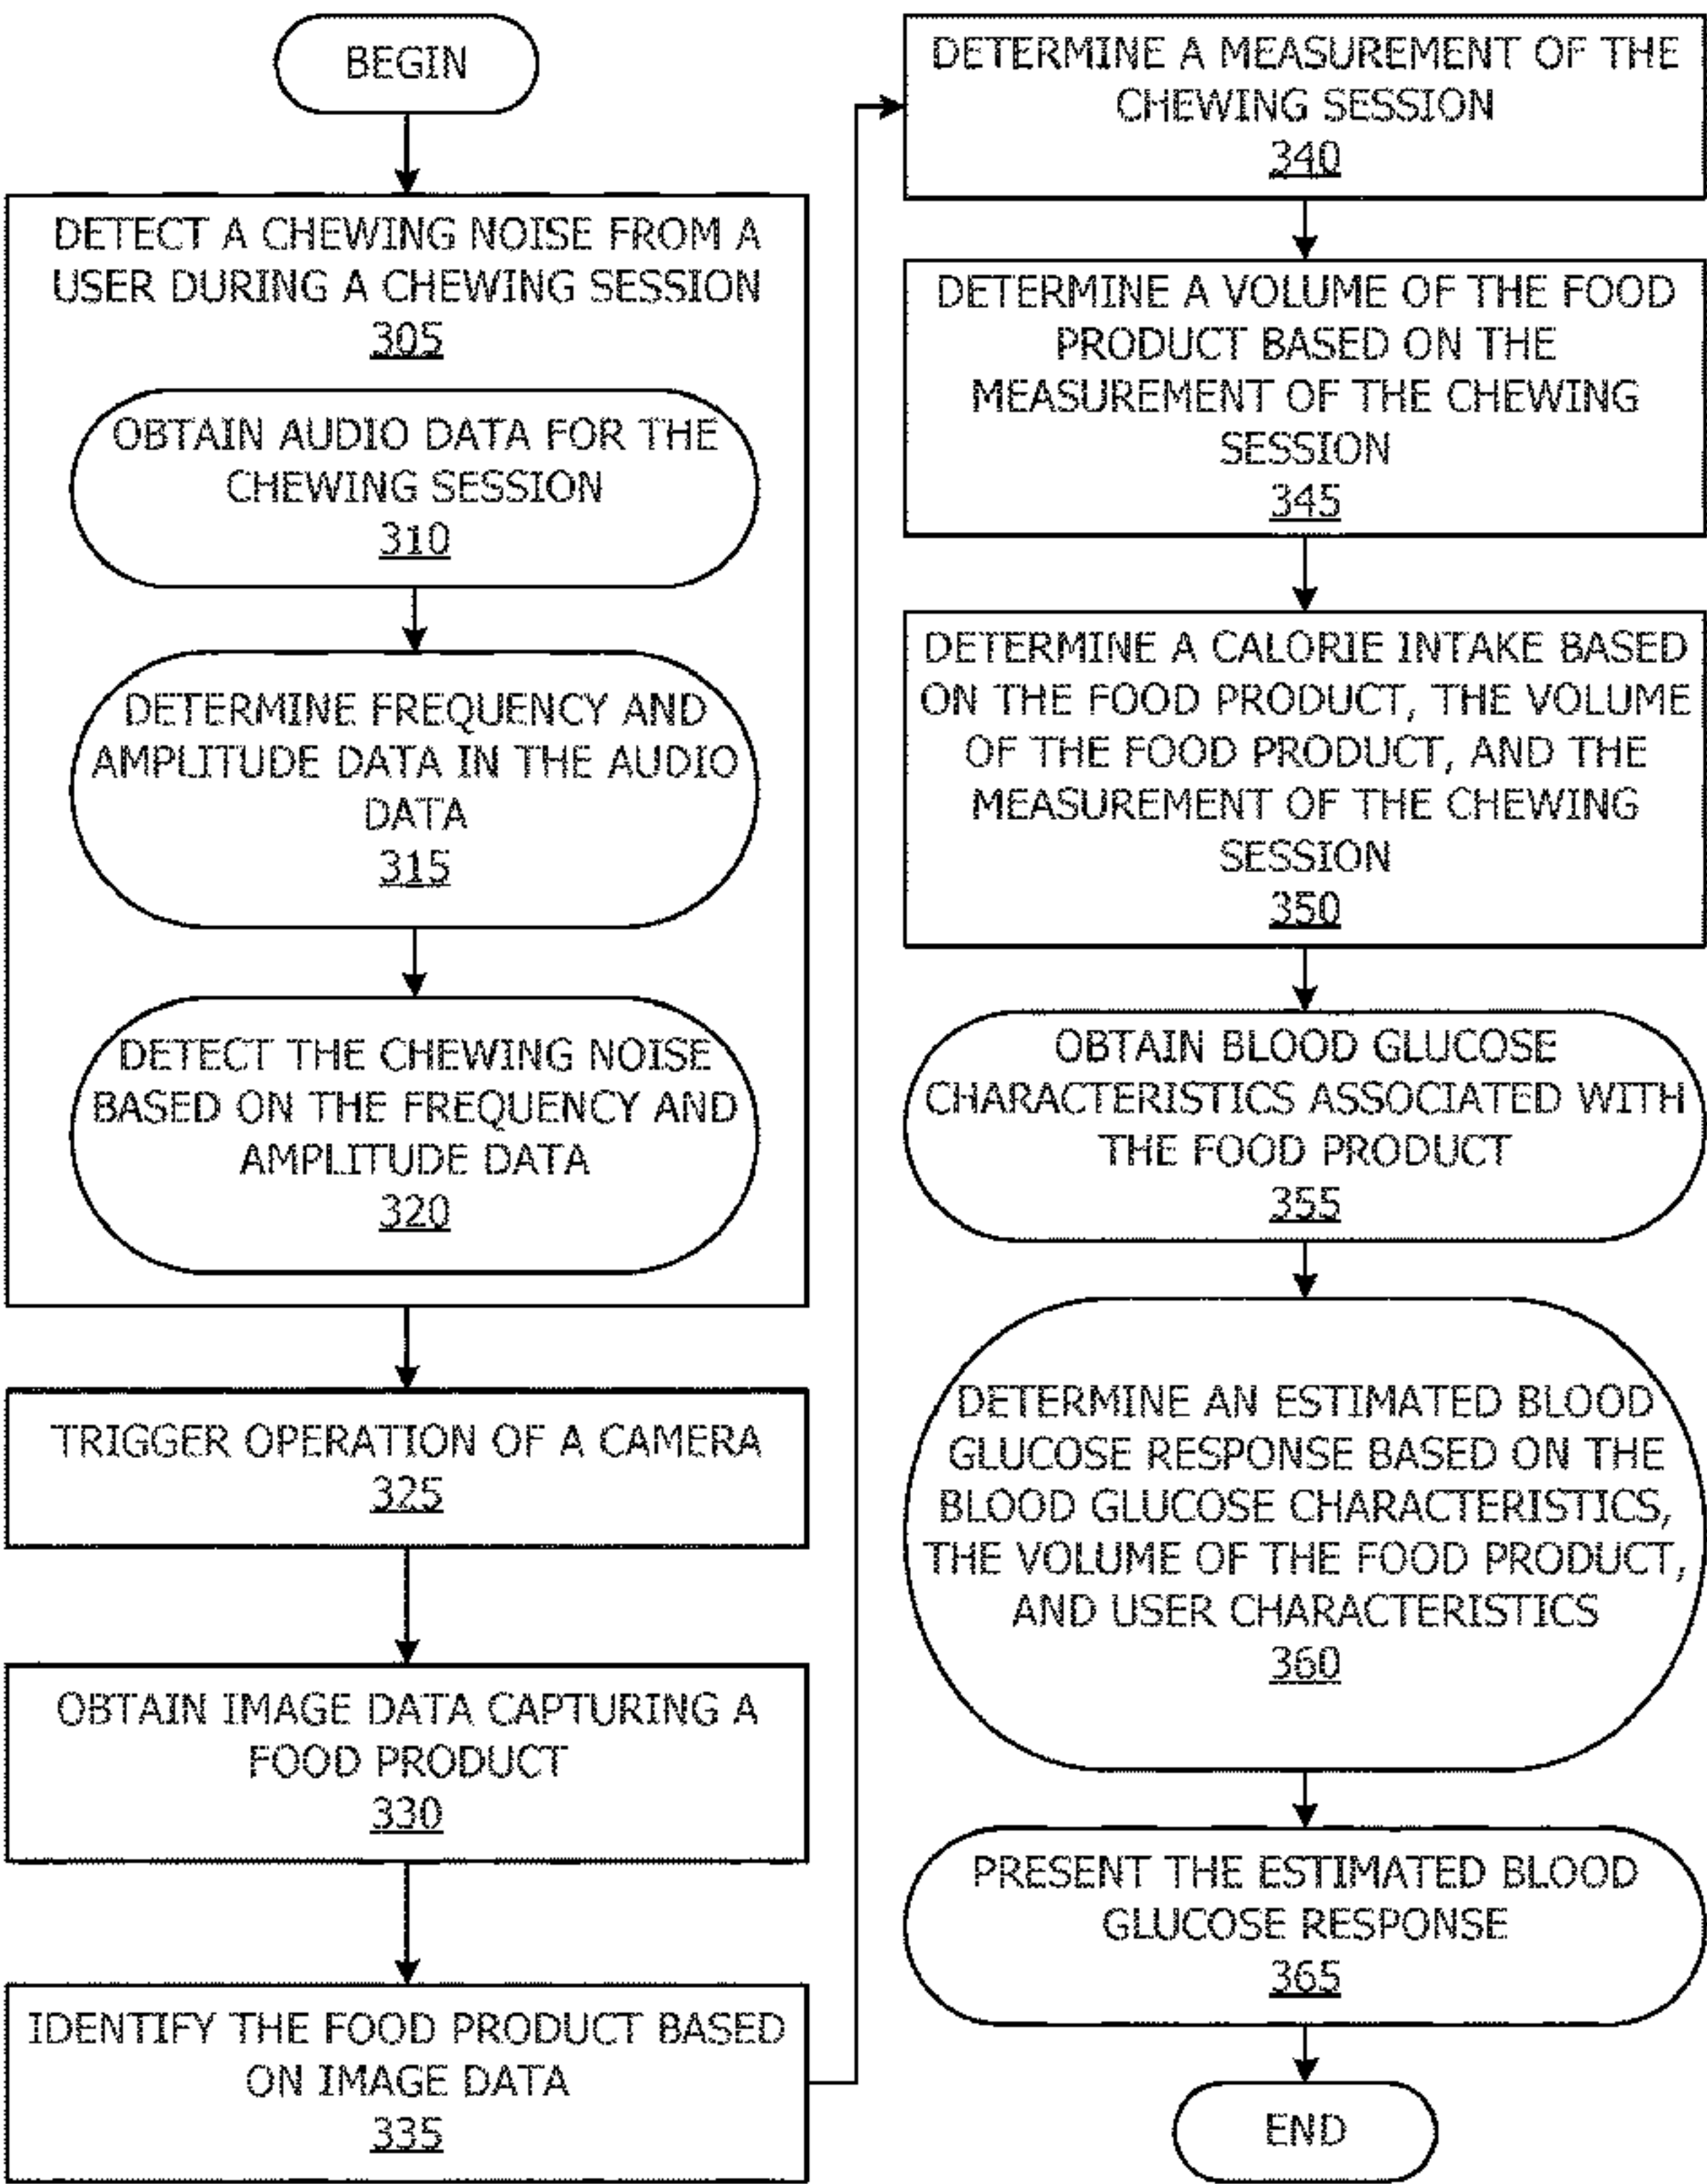 BEGIN
DETECT A CHEWING NOISE FROM A
USER DURING A CHEWING SESSION
305
OBTAIN AUDIO DATA FOR THE
CHEWING SESSION
310
DETERMINE FREQUENCY AND
AMPLITUDE DATA IN THE AUDIO
DATA
315
DETECT THE CHEWING NOISE
BASED ON THE FREQUENCY AND
AMPLITUDE DATA
320
TRIGGER OPERATION OF A CAMERA
325
OBTAIN IMAGE DATA CAPTURING A
FOOD PRODUCT
330
IDENTIFY THE FOOD PRODUCT BASED
ON IMAGE DATA
335
DETERMINE A MEASUREMENT OF THE
CHEWING SESSION
340
DETERMINE A VOLUME OF THE FOOD
PRODUCT BASED ON THE
MEASUREMENT OF THE CHEWING
SESSION
345
DETERMINE A CALORIE INTAKE BASED
ON THE FOOD PRODUCT, THE VOLUME
OF THE FOOD PRODUCT, AND THE
MEASUREMENT OF THE CHEWING
SESSION
350
OBTAIN BLOOD GLUCOSE
CHARACTERISTICS ASSOCIATED WITH
THE FOOD PRODUCT
355
DETERMINE AN ESTIMATED BLOOD
GLUCOSE RESPONSE BASED ON THE
BLOOD GLUCOSE CHARACTERISTICS,
THE VOLUME OF THE FOOD PRODUCT,
AND USER CHARACTERISTICS
360
PRESENT THE ESTIMATED BLOOD
GLUCOSE RESPONSE
365
END